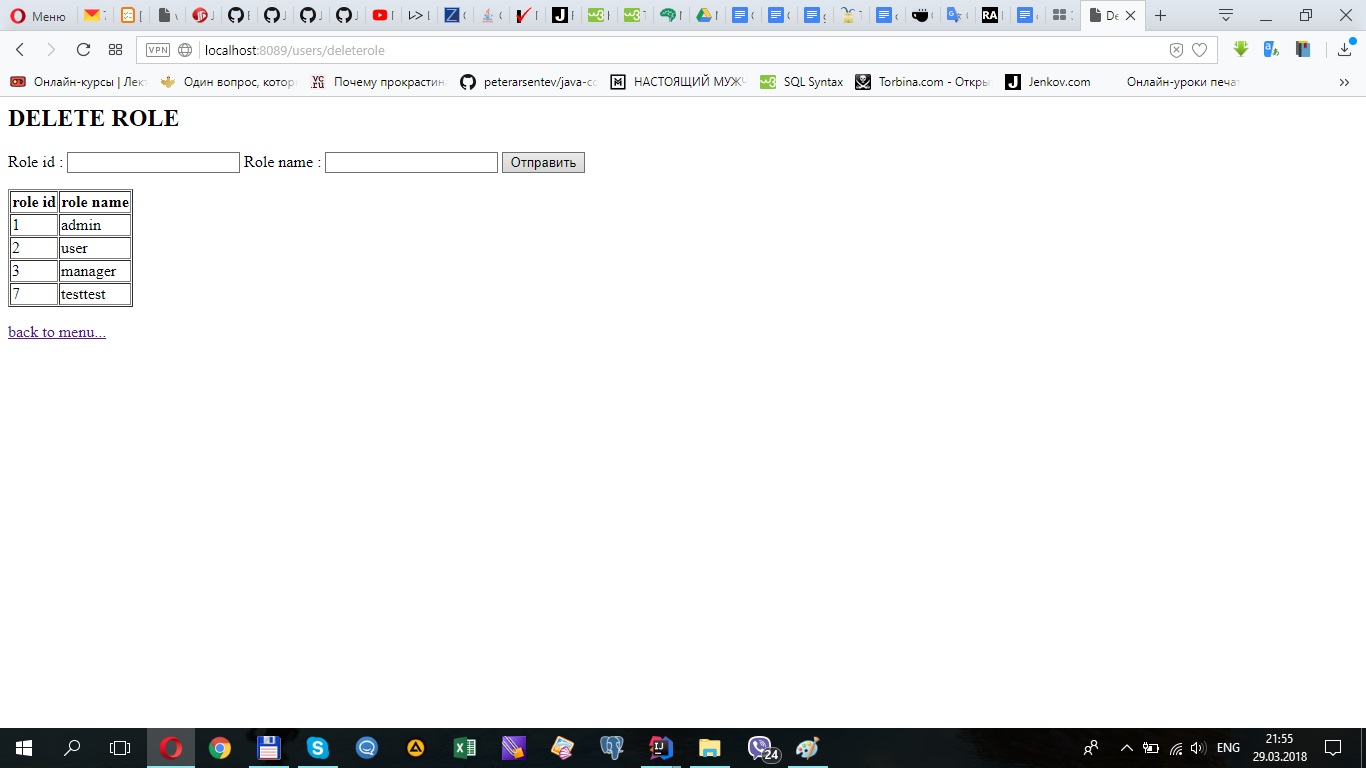 Меню
localhost:8089/users/deleterole
VPN
Онлайн-курсы | Лек
Один вопрос, котор
Почему прокрастин
peterarsentev/java-co
НАСТОЯЩИЙ МУЖЧ
SQL Syntax
Torbina.com - Откры
Jenkov.com
Онлайн-уроки печат
DELETE ROLE
Role id : Role name : Отправить
role id role name
1 admin
2 user
3 manager
7 testtest
back to menu...
24
ENG
21:55
29.03.2018